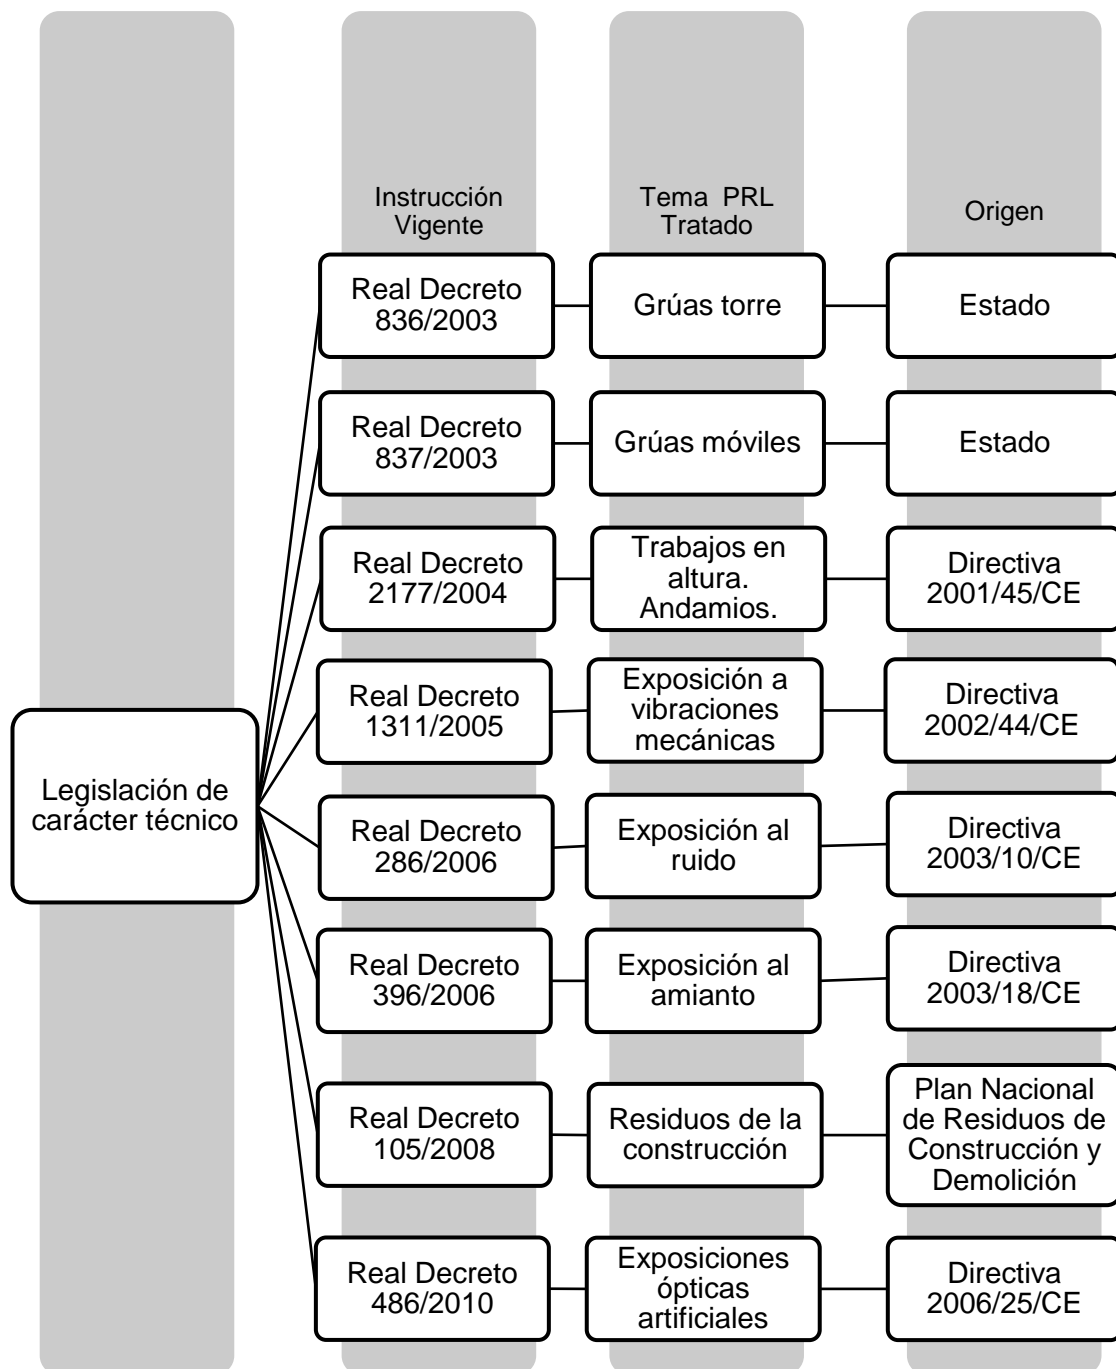 Instrucción
Vigente
Tema PRL
Tratado
Origen
Real Decreto
836/2003
Grúas torre
Estado
Real Decreto
837/2003
Grúas móviles
Estado
Real Decreto
2177/2004
Trabajos en
altura.
Andamios.
Directiva
2001/45/CE
Real Decreto
1311/2005
Exposición a
vibraciones
mecánicas
Directiva
2002/44/CE
Legislación de
carácter técnico
Real Decreto
286/2006
Exposición al
ruido
Directiva
2003/10/CE
Real Decreto
396/2006
Exposición al
amianto
Directiva
2003/18/CE
Real Decreto
105/2008
Residuos de la
construcción
Plan Nacional
de Residuos de
Construcción y
Demolición
Real Decreto
486/2010
Exposiciones
ópticas
artificiales
Directiva
2006/25/CE